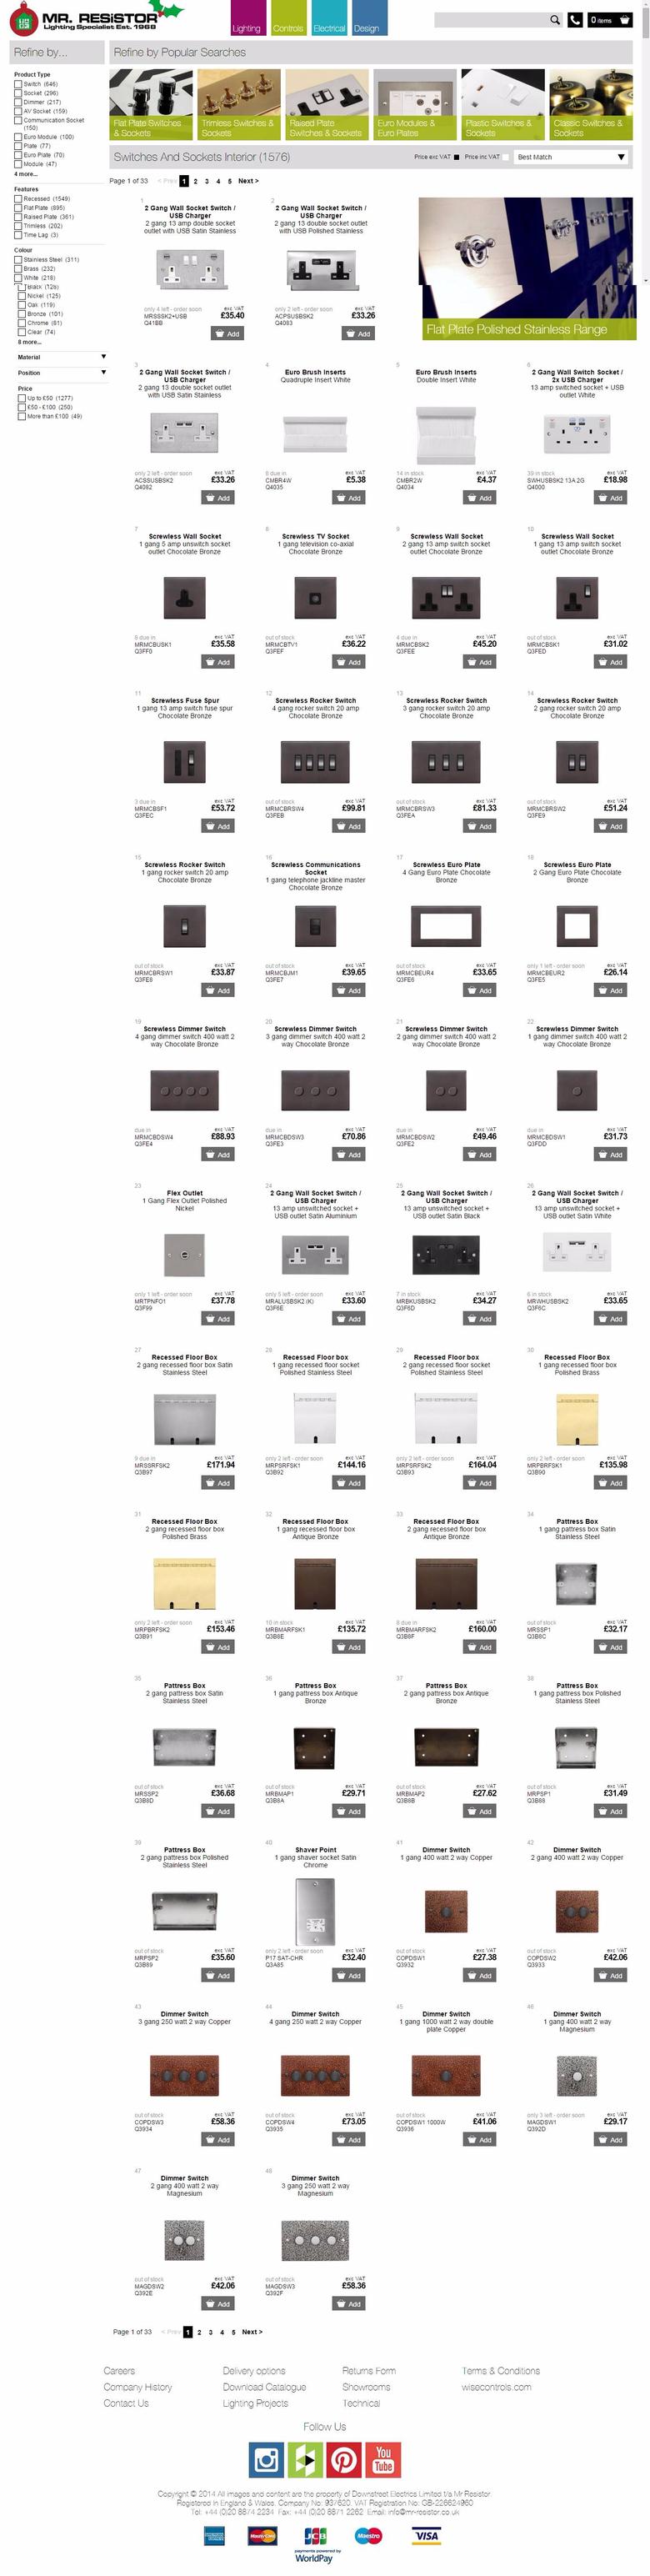 MR. RESISTOR
Lighting Specialist Est. 1968
Lighting
Controls
Electrical
Design
0 items
Refine by...
Product Type
Switch (646)
Socket (296)
Dimmer (217)
AV Socket (159)
Communication Socket
(150)
Euro Module (100)
Plate (77)
Euro Plate (70)
Module (47)
4 more...
Features
Recessed (1549)
Flat Plate (895)
Raised Plate (361)
Trimless (202)
Time Lag (3)
Colour
Stainless Steel (311)
Brass (232)
White (218)
Black (128)
Nickel (125)
Oak (119)
Bronze (101)
Chrome (81)
Clear (74)
8 more...
Material
Position
Price
Up to £50 (1277)
£50 - £100 (250)
More than £100 (49)
Refine by Popular Searches
Flat Plate Switches
& Sockets
Trimless Switches &
Sockets
Raised Plate
Switches & Sockets
Euro Modules &
Euro Plates
Plastic Switches &
Sockets
Classic Switches &
Sockets
Switches And Sockets Interior (1576)
Price exc VAT
Price inc VAT
Best Match
Page 1 of 33 < Prev 1 2 3 4 5 Next >
1
2 Gang Wall Socket Switch /
USB Charger
2 gang 13 amp double socket
outlet with USB Satin Stainless
only 4 left - order soon exc VAT
MRSSSK2+USB £35.40
Q41BB
Add
2
2 Gang Wall Socket Switch /
USB Charger
2 gang 13 double socket outlet
with USB Polished Stainless
only 2 left - order soon exc VAT
ACPSUSBSK2 £33.26
Q4083
Add
Flat Plate Polished Stainless Range
3
2 Gang Wall Socket Switch /
USB Charger
2 gang 13 double socket outlet
with USB Satin Stainless
only 2 left - order soon exc VAT
ACSSUSBSK2 £33.26
Q4082
Add
4
Euro Brush Inserts
Quadruple Insert White
8 due in exc VAT
CMBR4W £5.38
Q4035
Add
5
Euro Brush Inserts
Double Insert White
14 in stock exc VAT
CMBR2W £4.37
Q4034
Add
6
2 Gang Wall Switch Socket /
2x USB Charger
13 amp switched socket + USB
outlet White
39 in stock exc VAT
SWHUSBSK2 13A 2G £18.98
Q4000
Add
7
Screwless Wall Socket
1 gang 5 amp unswitch socket
outlet Chocolate Bronze
6 due in exc VAT
MRMCBUSK1 £35.58
Q3FF0
Add
8
Screwless TV Socket
1 gang television co-axial
Chocolate Bronze
out of stock exc VAT
MRMCBTV1 £36.22
Q3FEF
Add
9
Screwless Wall Socket
2 gang 13 amp switch socket
outlet Chocolate Bronze
4 due in exc VAT
MRMCBSK2 £45.20
Q3FEE
Add
10
Screwless Wall Socket
1 gang 13 amp switch socket
outlet Chocolate Bronze
out of stock exc VAT
MRMCBSK1 £31.02
Q3FED
Add
11
Screwless Fuse Spur
1 gang 13 amp switch fuse spur
Chocolate Bronze
3 due in exc VAT
MRMCBSF1 £53.72
Q3FEC
Add
12
Screwless Rocker Switch
4 gang rocker switch 20 amp
Chocolate Bronze
out of stock exc VAT
MRMCBRSW4 £99.81
Q3FEB
Add
13
Screwless Rocker Switch
3 gang rocker switch 20 amp
Chocolate Bronze
out of stock exc VAT
MRMCBRSW3 £81.33
Q3FEA
Add
14
Screwless Rocker Switch
2 gang rocker switch 20 amp
Chocolate Bronze
out of stock exc VAT
MRMCBRSW2 £51.24
Q3FE9
Add
15
Screwless Rocker Switch
1 gang rocker switch 20 amp
Chocolate Bronze
out of stock exc VAT
MRMCBRSW1 £33.87
Q3FE8
Add
16
Screwless Communications
Socket
1 gang telephone jackline master
Chocolate Bronze
out of stock exc VAT
MRMCBJM1 £39.65
Q3FE7
Add
17
Screwless Euro Plate
4 Gang Euro Plate Chocolate
Bronze
out of stock exc VAT
MRMCBEUR4 £33.65
Q3FE6
Add
18
Screwless Euro Plate
2 Gang Euro Plate Chocolate
Bronze
only 1 left - order soon exc VAT
MRMCBEUR2 £26.14
Q3FE5
Add
19
Screwless Dimmer Switch
4 gang dimmer switch 400 watt 2
way Chocolate Bronze
due in exc VAT
MRMCBDSW4 £88.93
Q3FE4
Add
20
Screwless Dimmer Switch
3 gang dimmer switch 400 watt 2
way Chocolate Bronze
due in exc VAT
MRMCBDSW3 £70.86
Q3FE3
Add
21
Screwless Dimmer Switch
2 gang dimmer switch 400 watt 2
way Chocolate Bronze
due in exc VAT
MRMCBDSW2 £49.46
Q3FE2
Add
22
Screwless Dimmer Switch
1 gang dimmer switch 400 watt 2
way Chocolate Bronze
due in exc VAT
MRMCBDSW1 £31.73
Q3FDD
Add
23
Flex Outlet
1 Gang Flex Outlet Polished
Nickel
only 1 left - order soon exc VAT
MRTPNFO1 £37.78
Q3F99
Add
24
2 Gang Wall Socket Switch /
USB Charger
13 amp unswitched socket +
USB outlet Satin Aluminium
only 5 left - order soon exc VAT
MRALUSBSK2 (K) £33.60
Q3F6E
Add
25
2 Gang Wall Socket Switch /
USB Charger
13 amp unswitched socket +
USB outlet Satin Black
7 in stock exc VAT
MRBKUSBSK2 £34.27
Q3F6D
Add
26
2 Gang Wall Socket Switch /
USB Charger
13 amp unswitched socket +
USB outlet Satin White
6 in stock exc VAT
MRWHUSBSK2 £33.65
Q3F6C
Add
27
Recessed Floor Box
2 gang recessed floor box Satin
Stainless Steel
9 due in exc VAT
MRSSRFSK2 £171.94
Q3B97
Add
28
Recessed Floor box
1 gang recessed floor socket
Polished Stainless Steel
only 2 left - order soon exc VAT
MRPSRFSK1 £144.16
Q3B92
Add
29
Recessed Floor box
2 gang recessed floor socket
Polished Stainless Steel
only 2 left - order soon exc VAT
MRPSRFSK2 £164.04
Q3B93
Add
30
Recessed Floor Box
1 gang recessed floor box
Polished Brass
only 2 left - order soon exc VAT
MRPBRFSK1 £135.98
Q3B90
Add
31
Recessed Floor Box
2 gang recessed floor box
Polished Brass
only 2 left - order soon exc VAT
MRPBRFSK2 £153.46
Q3B91
Add
32
Recessed Floor Box
1 gang recessed floor box
Antique Bronze
10 in stock exc VAT
MRBMARFSK1 £135.72
Q3B8E
Add
33
Recessed Floor Box
2 gang recessed floor box
Antique Bronze
8 due in exc VAT
MRBMARFSK2 £160.00
Q3B8F
Add
34
Pattress Box
1 gang pattress box Satin
Stainless Steel
out of stock exc VAT
MRSSP1 £32.17
Q3B8C
Add
35
Pattress Box
2 gang pattress box Satin
Stainless Steel
out of stock exc VAT
MRSSP2 £36.68
Q3B8D
Add
36
Pattress Box
1 gang pattress box Antique
Bronze
out of stock exc VAT
MRBMAP1 £29.71
Q3B8A
Add
37
Pattress Box
2 gang pattress box Antique
Bronze
out of stock exc VAT
MRBMAP2 £27.62
Q3B8B
Add
38
Pattress Box
1 gang pattress box Polished
Stainless Steel
out of stock exc VAT
MRPSP1 £31.49
Q3B88
Add
39
Pattress Box
2 gang pattress box Polished
Stainless Steel
out of stock exc VAT
MRPSP2 £35.60
Q3B89
Add
40
Shaver Point
1 gang shaver socket Satin
Chrome
only 2 left - order soon exc VAT
P17 SAT-CHR £32.40
Q3A85
Add
41
Dimmer Switch
1 gang 400 watt 2 way Copper
out of stock exc VAT
COPDSW1 £27.38
Q3932
Add
42
Dimmer Switch
2 gang 400 watt 2 way Copper
out of stock exc VAT
COPDSW2 £42.06
Q3933
Add
43
Dimmer Switch
3 gang 250 watt 2 way Copper
out of stock exc VAT
COPDSW3 £58.36
Q3934
Add
44
Dimmer Switch
4 gang 250 watt 2 way Copper
out of stock exc VAT
COPDSW4 £73.05
Q3935
Add
45
Dimmer Switch
1 gang 1000 watt 2 way double
plate Copper
out of stock exc VAT
COPDSW1 1000W £41.06
Q3936
Add
46
Dimmer Switch
1 gang 400 watt 2 way
Magnesium
only 3 left - order soon exc VAT
MAGDSW1 £29.17
Q392D
Add
47
Dimmer Switch
2 gang 400 watt 2 way
Magnesium
out of stock exc VAT
MAGDSW2 £42.06
Q392E
Add
48
Dimmer Switch
3 gang 250 watt 2 way
Magnesium
out of stock exc VAT
MAGDSW3 £58.36
Q392F
Add
Page 1 of 33 < Prev 1 2 3 4 5 Next >
Careers
Delivery options
Returns Form
Terms & Conditions
Company History
Download Catalogue
Showrooms
wisecontrols.com
Contact Us
Lighting Projects
Technical
Follow Us
You
Tube
Copyright © 2014 All images and content are the property of Downstreet Electrics Limited t/a Mr Resistor.
Registered in England & Wales. Company No: 937620. VAT Registration No: GB-226624960
Tel: +44 (0)20 8874 2234 Fax: +44 (0)20 8871 2262 Email: info@mr-resistor.co.uk
MasterCard
JCB
Maestro
VISA
payments powered by
WorldPay